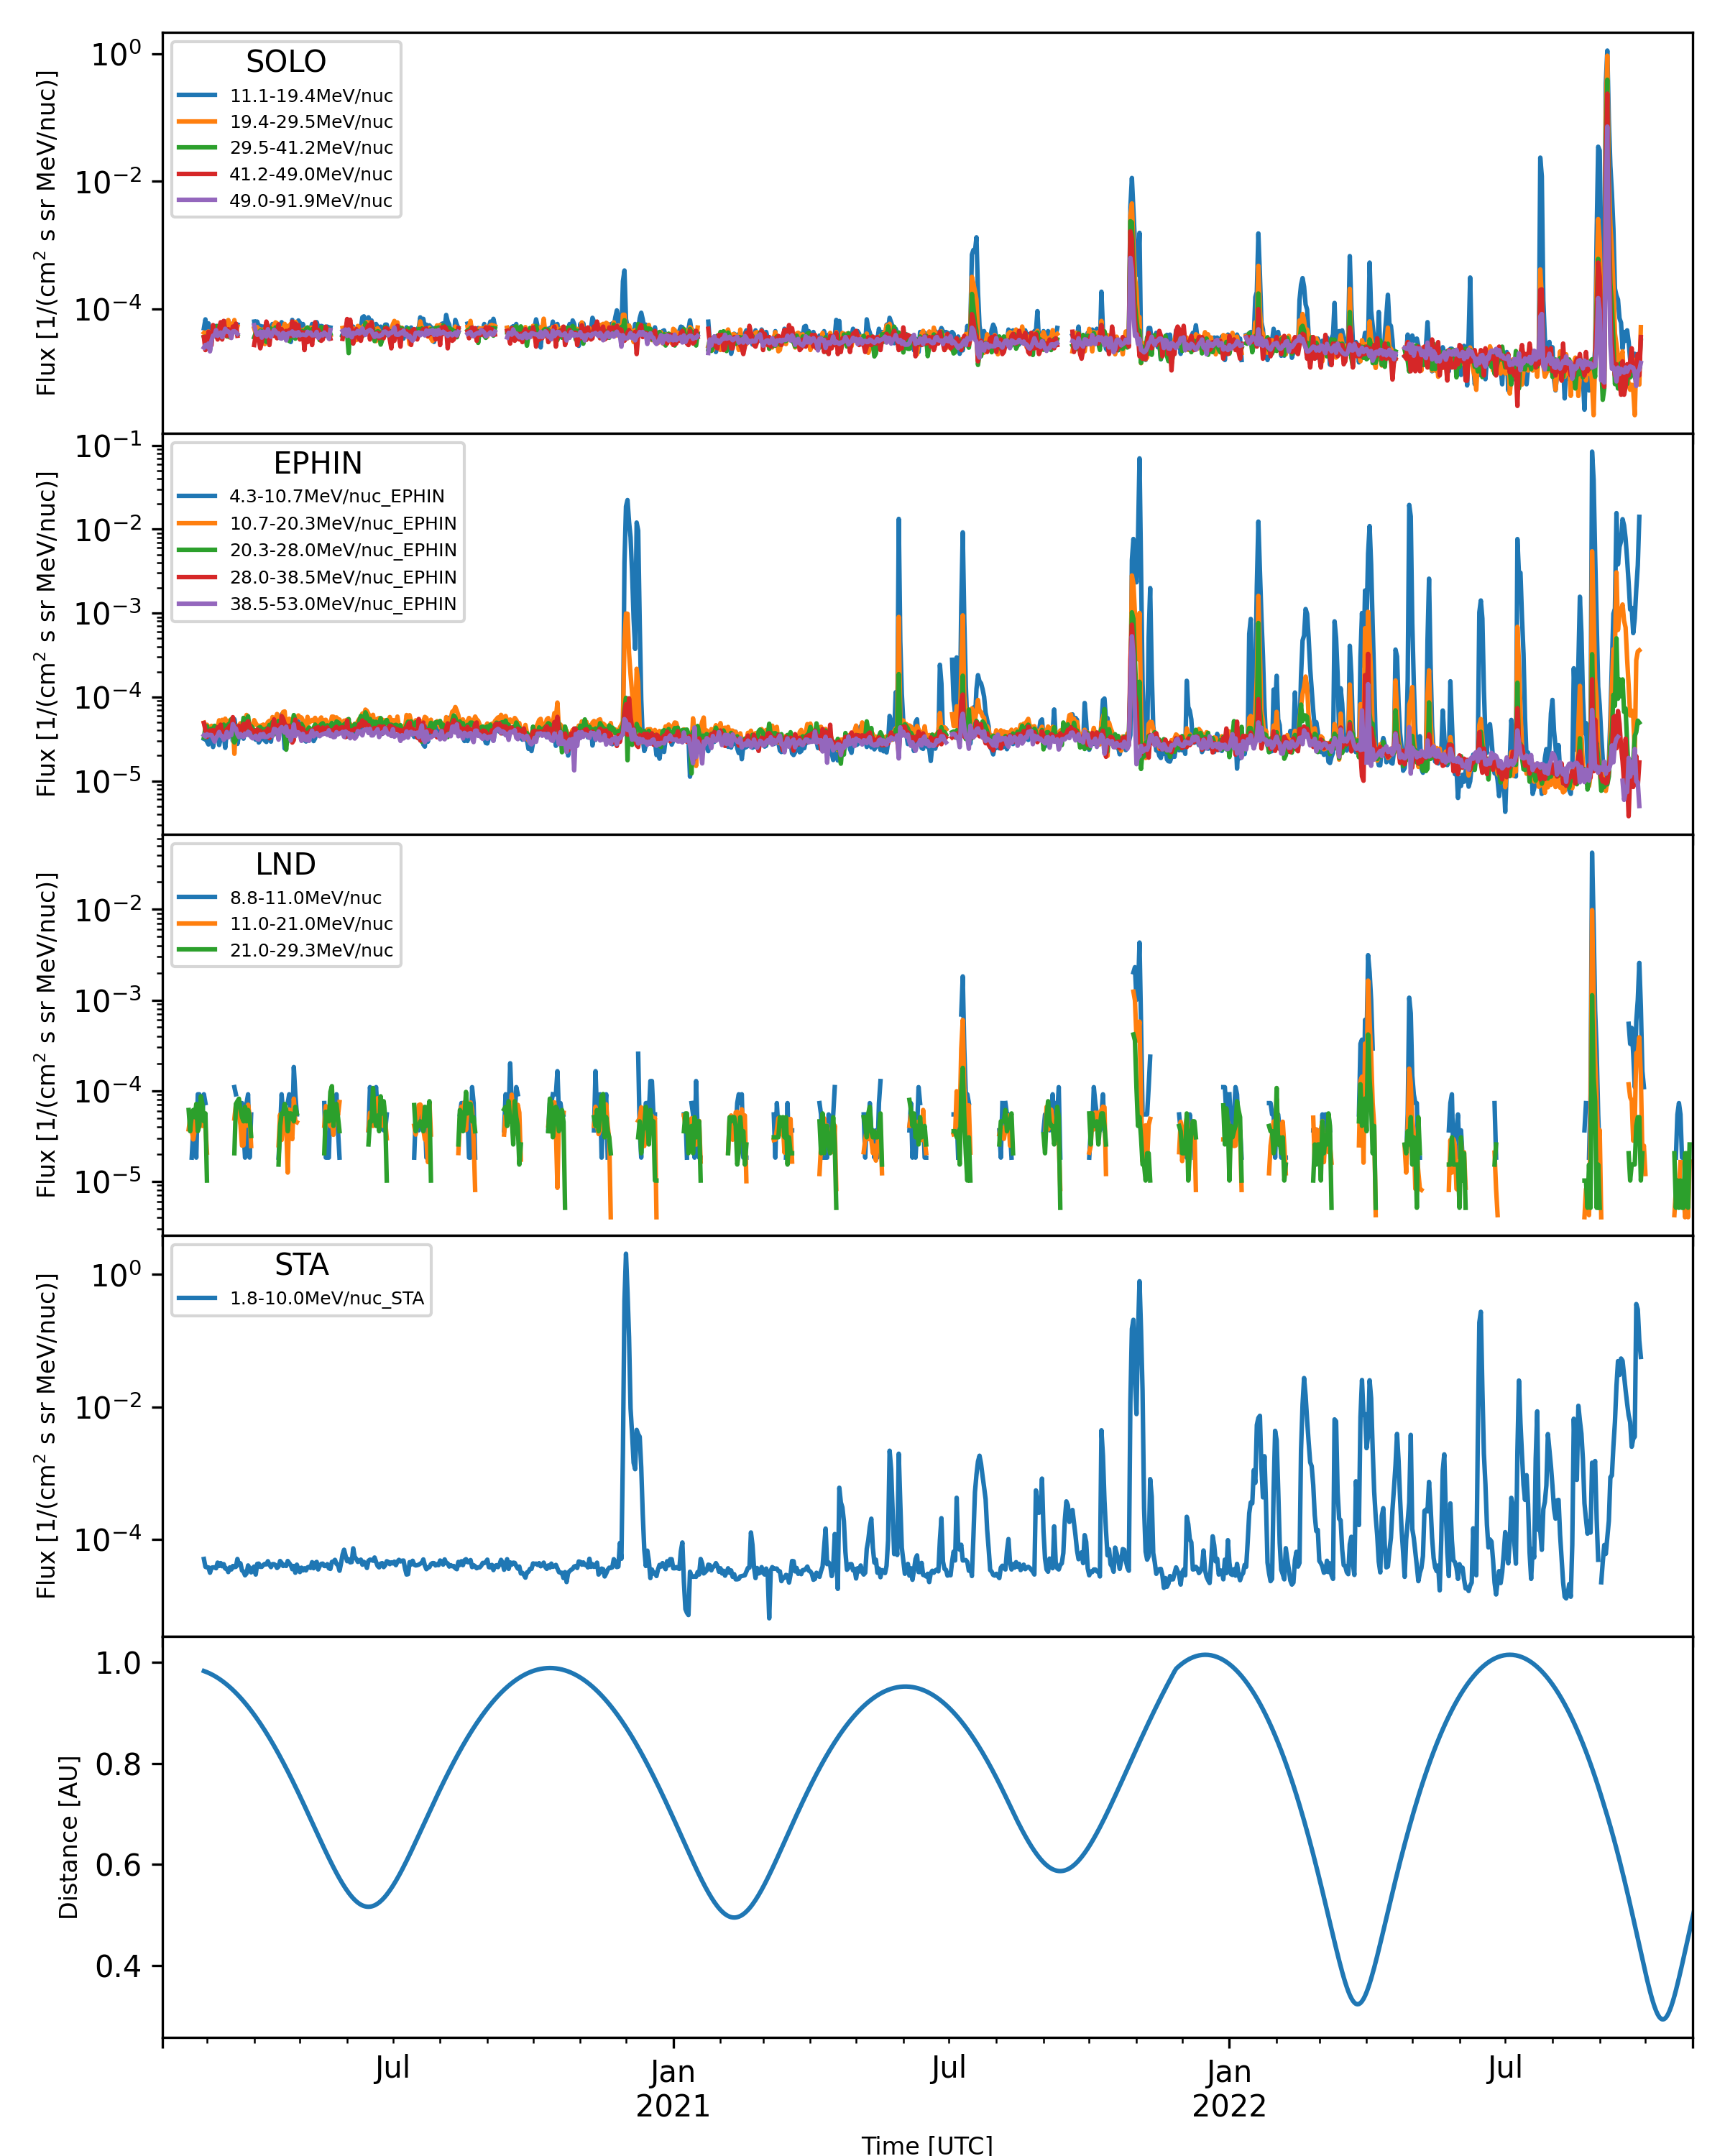 SOLO
11.1-19.4MeV/nuc
19.4-29.5MeV/nuc
29.5-41.2MeV/nuc
41.2-49.0MeV/nuc
49.0-91.9MeV/nuc
10⁰
10⁻²
10⁻⁴
Flux [1/(cm² s sr MeV/nuc)]
EPHIN
4.3-10.7MeV/nuc_EPHIN
10.7-20.3MeV/nuc_EPHIN
20.3-28.0MeV/nuc_EPHIN
28.0-38.5MeV/nuc_EPHIN
38.5-53.0MeV/nuc_EPHIN
10⁻¹
10⁻²
10⁻³
10⁻⁴
10⁻⁵
Flux [1/(cm² s sr MeV/nuc)]
LND
8.8-11.0MeV/nuc
11.0-21.0MeV/nuc
21.0-29.3MeV/nuc
10⁻²
10⁻³
10⁻⁴
10⁻⁵
Flux [1/(cm² s sr MeV/nuc)]
STA
1.8-10.0MeV/nuc_STA
10⁰
10⁻²
10⁻⁴
Flux [1/(cm² s sr MeV/nuc)]
1.0
0.8
0.6
0.4
Distance [AU]
Jul
Jan
2021
Jul
Jan
2022
Jul
Time [UTC]